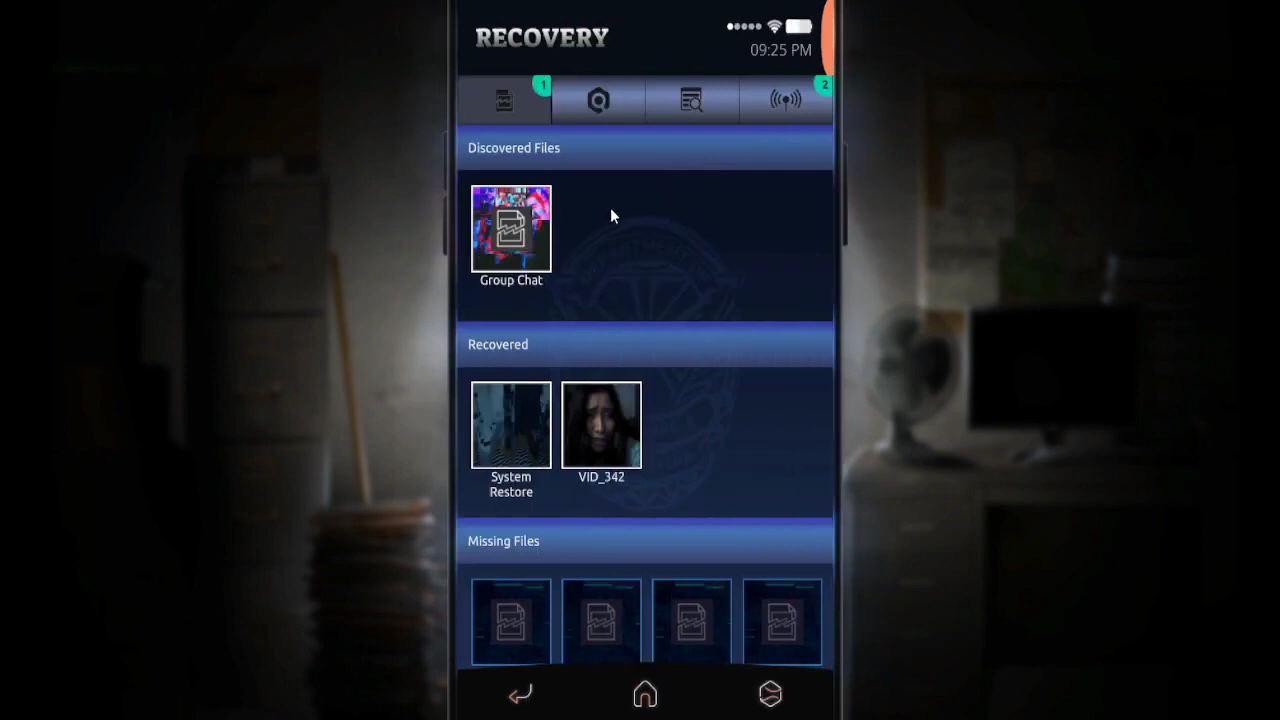 RECOVERY
09:25 PM
1
2
Discovered Files
Group Chat
Recovered
System
Restore
VID_342
Missing Files